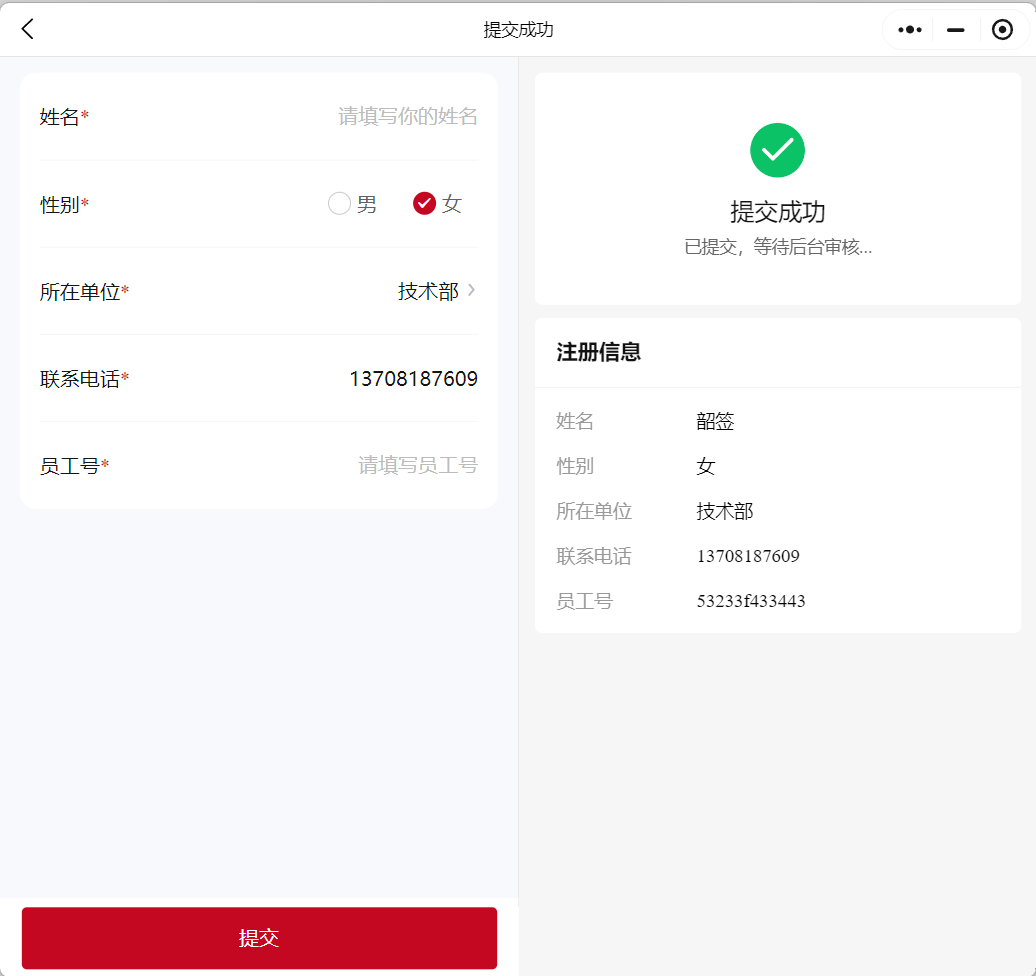 提交成功
姓名* 请填写你的姓名
性别* 男 女
所在单位* 技术部
联系电话* 13708187609
员工号* 请填写员工号
提交
提交成功
已提交，等待后台审核...
注册信息
姓名 韶签
性别 女
所在单位 技术部
联系电话 13708187609
员工号 53233f433443